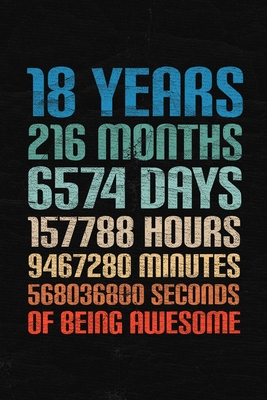 18 YEARS
216 MONTHS
6574 DAYS
157788 HOURS
9467280 MINUTES
568036800 SECONDS
OF BEING AWESOME